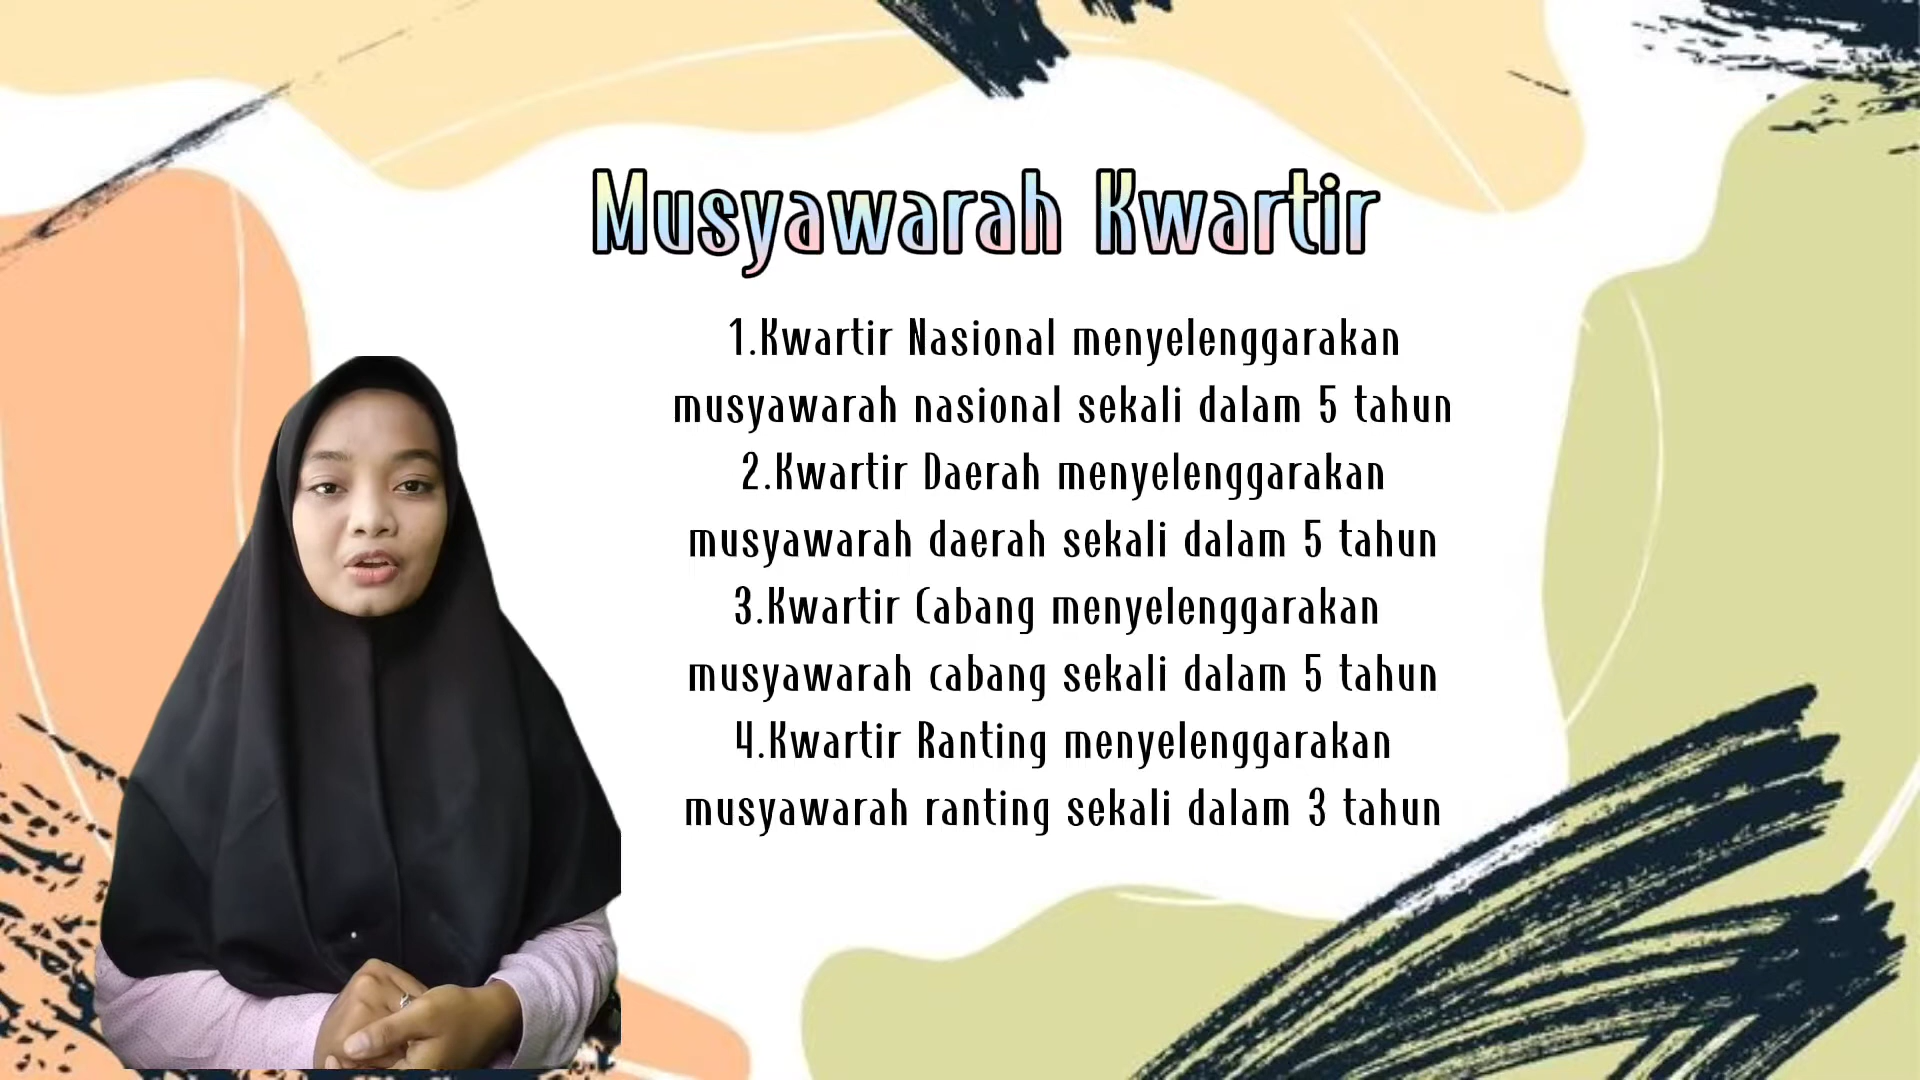 Musyawarah Kwartir
1.Kwartir Nasional menyelenggarakan
musyawarah nasional sekali dalam 5 tahun
2.Kwartir Daerah menyelenggarakan
musyawarah daerah sekali dalam 5 tahun
3.Kwartir Cabang menyelenggarakan
musyawarah cabang sekali dalam 5 tahun
4.Kwartir Ranting menyelenggarakan
musyawarah ranting sekali dalam 3 tahun